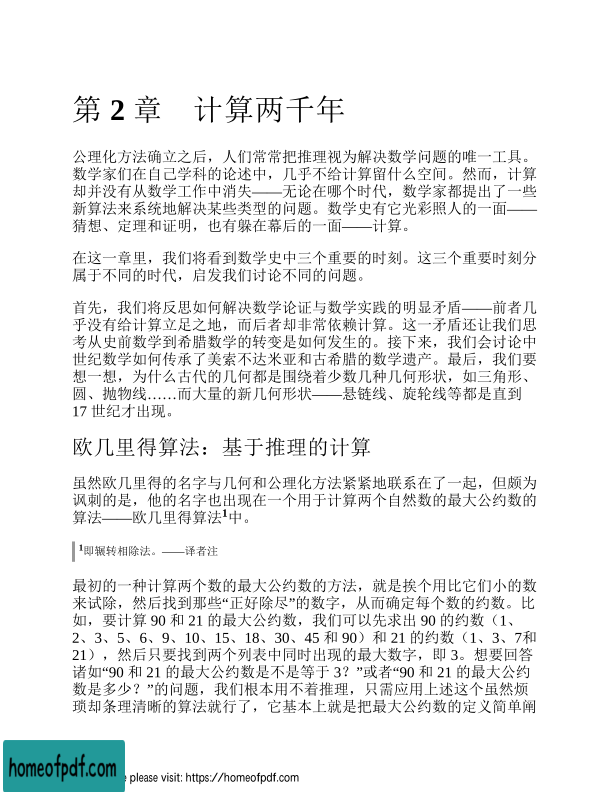 第 2 章　计算两千年
公理化方法确立之后，人们常常把推理视为解决数学问题的唯一工具。
数学家们在自己学科的论述中，几乎不给计算留什么空间。然而，计算
却并没有从数学工作中消失——无论在哪个时代，数学家都提出了一些
新算法来系统地解决某些类型的问题。数学史有它光彩照人的一面——
猜想、定理和证明，也有躲在幕后的一面——计算。
在这一章里，我们将看到数学史中三个重要的时刻。这三个重要时刻分
属于不同的时代，启发我们讨论不同的问题。
首先，我们将反思如何解决数学论证与数学实践的明显矛盾——前者几
乎没有给计算立足之地，而后者却非常依赖计算。这一矛盾还让我们思
考从史前数学到希腊数学的转变是如何发生的。接下来，我们会讨论中
世纪数学如何传承了美索不达米亚和古希腊的数学遗产。最后，我们要
想一想，为什么古代的几何都是围绕着少数几种几何形状，如三角形、
圆、抛物线……而大量的新几何形状——悬链线、旋轮线等都是直到
17 世纪才出现。
欧几里得算法：基于推理的计算
虽然欧几里得的名字与几何和公理化方法紧紧地联系在了一起，但颇为
讽刺的是，他的名字也出现在一个用于计算两个自然数的最大公约数的
算法——欧几里得算法1中。
1即辗转相除法。——译者注
最初的一种计算两个数的最大公约数的方法，就是挨个用比它们小的数
来试除，然后找到那些“正好除尽”的数字，从而确定每个数的约数。比
如，要计算 90 和 21 的最大公约数，我们可以先求出 90 的约数（1、
2、3、5、6、9、10、15、18、30、45 和 90）和 21 的约数（1、3、7和
21），然后只要找到两个列表中同时出现的最大数字，即 3。想要回答
诸如“90 和 21 的最大公约数是不是等于 3？”或者“90 和 21 的最大公约
数是多少？”的问题，我们根本用不着推理，只需应用上述这个虽然烦
琐却条理清晰的算法就行了，它基本上就是把最大公约数的定义简单阐
homeofpdf.com
e please visit: https://homeofpdf.com